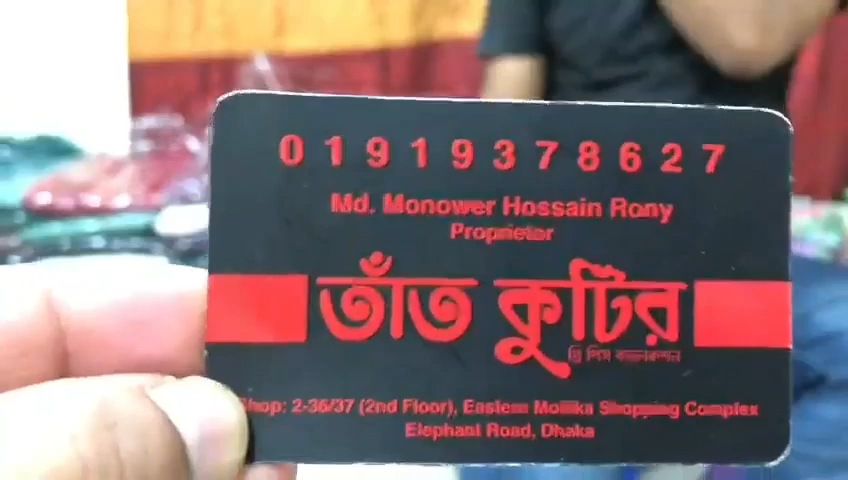 01919378627
Md. Monower Hossain Rony
Proprietor
তাঁত কুটির
থ্রি পিস কালেকশন
Shop: 2-36/37 (2nd Floor), Eastern Mollika Shopping Complex
Elephant Road, Dhaka